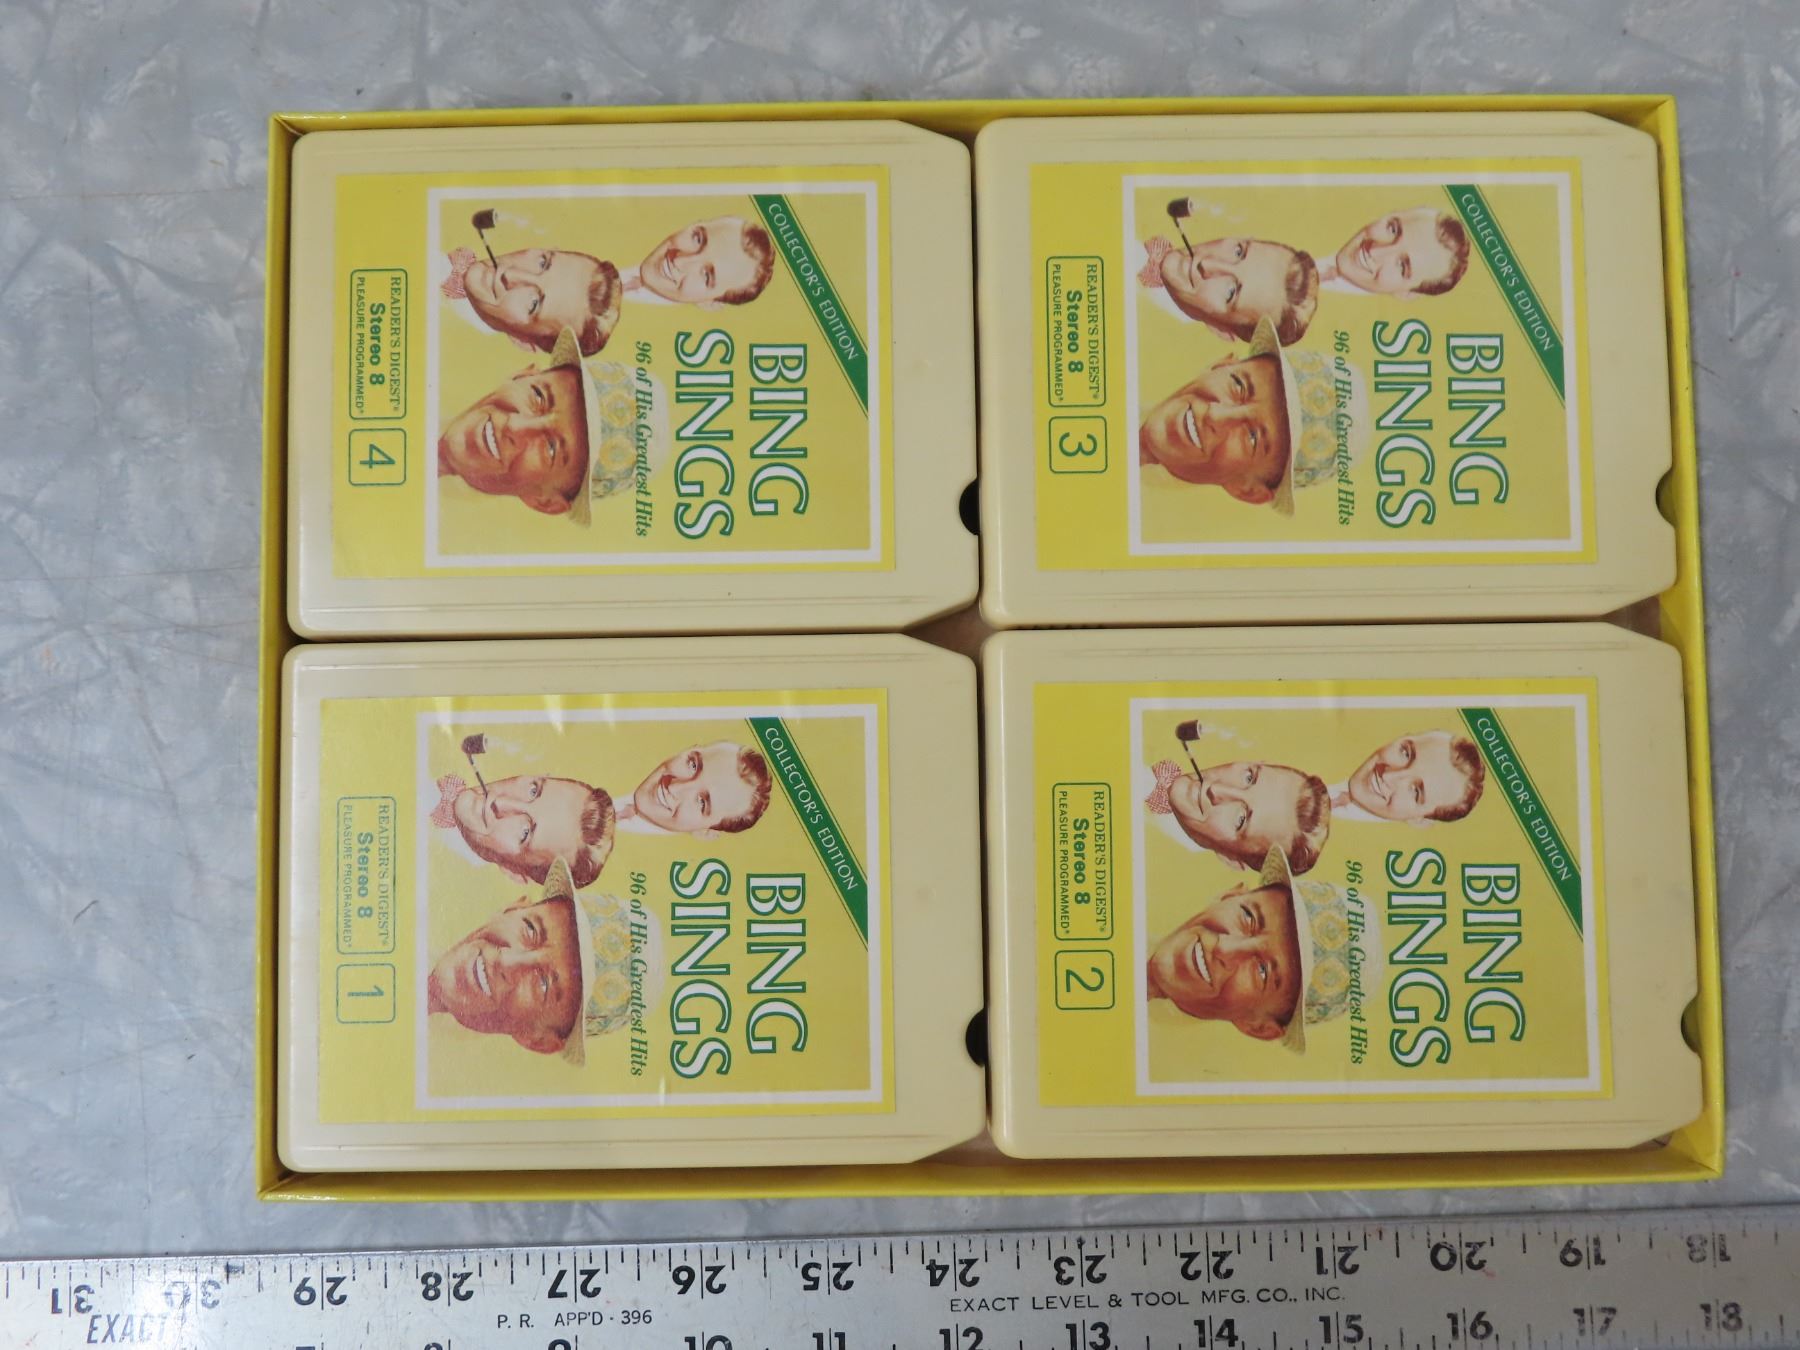 COLLECTOR'S EDITION
BING
SINGS
96 of His Greatest Hits
READER'S DIGEST®
Stereo 8
PLEASURE PROGRAMMED®
4
COLLECTOR'S EDITION
BING
SINGS
96 of His Greatest Hits
READER'S DIGEST®
Stereo 8
PLEASURE PROGRAMMED®
3
COLLECTOR'S EDITION
BING
SINGS
96 of His Greatest Hits
READER'S DIGEST®
Stereo 8
PLEASURE PROGRAMMED®
1
COLLECTOR'S EDITION
BING
SINGS
96 of His Greatest Hits
READER'S DIGEST®
Stereo 8
PLEASURE PROGRAMMED®
2
31 30 29 28 27 26 25 24 23 22 21 20 19 18
EXACT P. R. APP'D · 396 EXACT LEVEL & TOOL MFG. CO., INC.
10 11 12 13 14 15 16 17 18